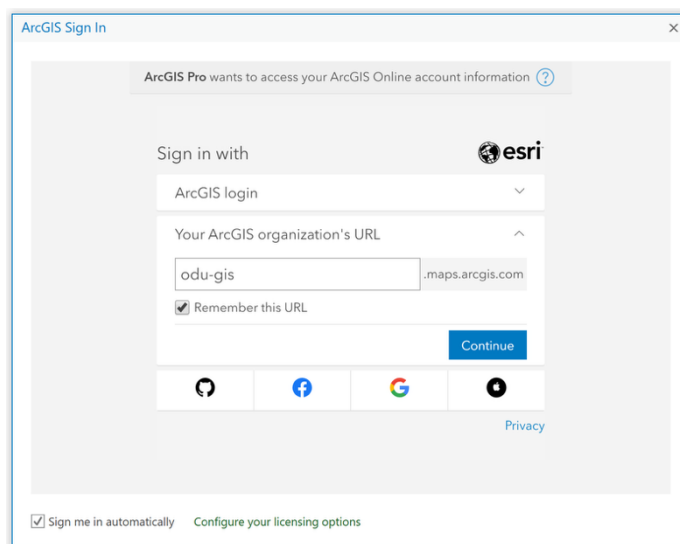 ArcGIS Sign In
ArcGIS Pro wants to access your ArcGIS Online account information ?
Sign in with
esri
ArcGIS login
Your ArcGIS organization's URL
odu-gis .maps.arcgis.com
Remember this URL
Continue
Privacy
Sign me in automatically Configure your licensing options